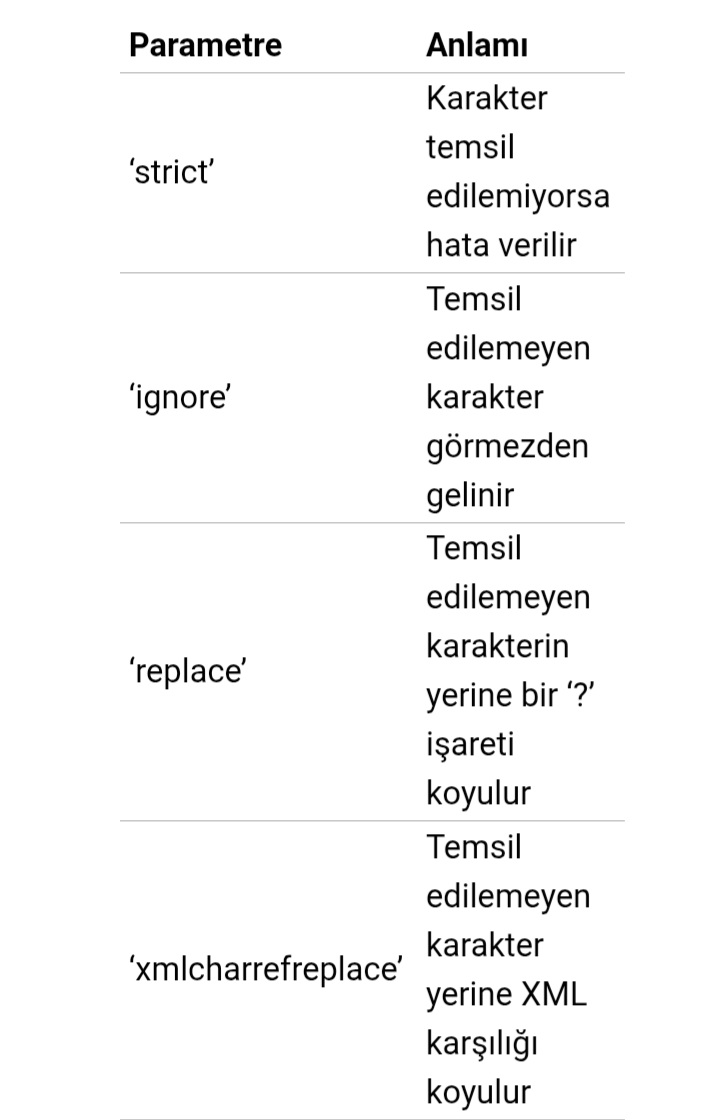 Parametre Anlamı
‘strict’
Karakter
temsil
edilemiyorsa
hata verilir
‘ignore’
Temsil
edilemeyen
karakter
görmezden
gelinir
‘replace’
Temsil
edilemeyen
karakterin
yerine bir ‘?’
işareti
koyulur
‘xmlcharrefreplace’
Temsil
edilemeyen
karakter
yerine XML
karşılığı
koyulur